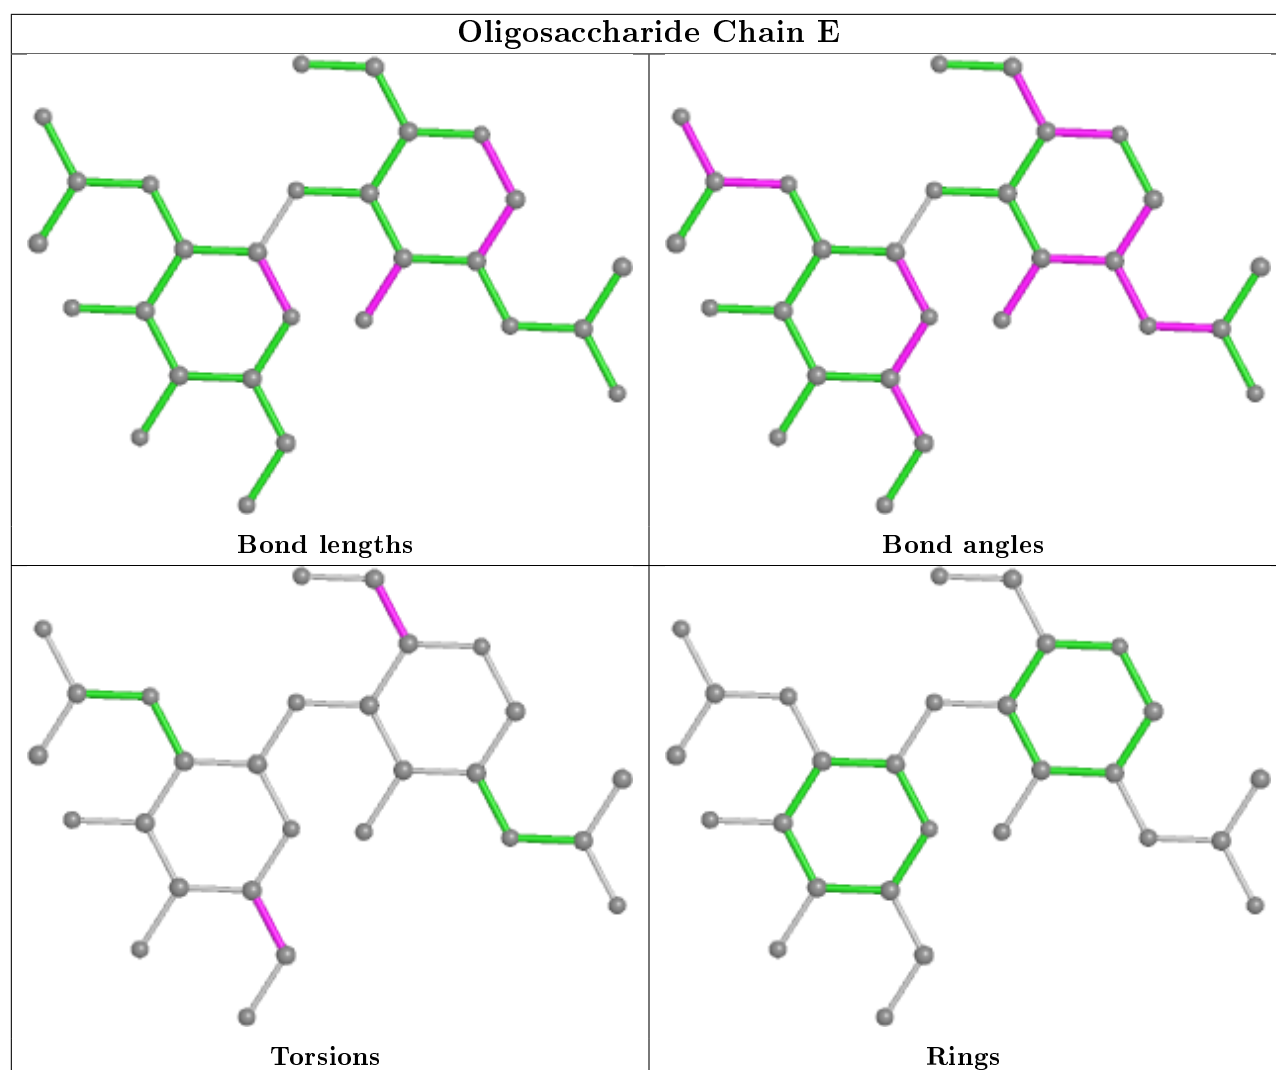 Oligosaccharide Chain E
Bond lengths
Bond angles
Torsions
Rings